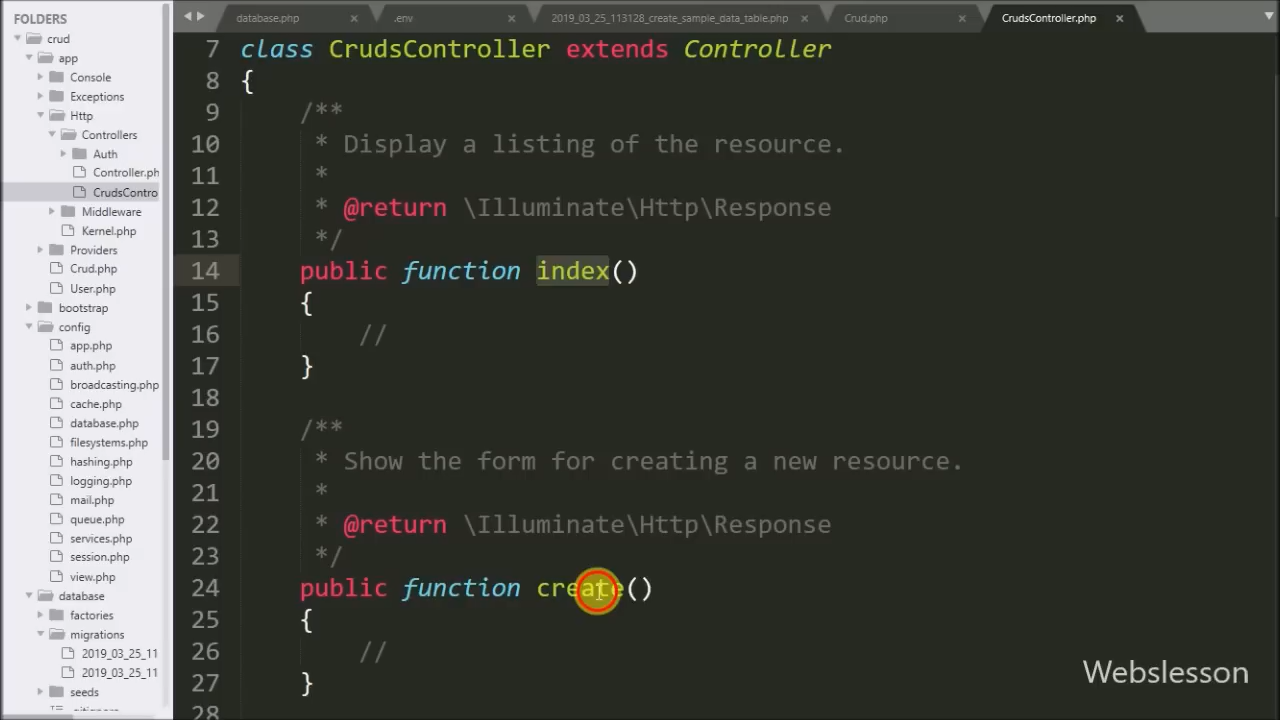 FOLDERS
crud
app
Console
Exceptions
Http
Controllers
Auth
Controller.ph
CrudsContro
Middleware
Kernel.php
Providers
Crud.php
User.php
bootstrap
config
app.php
auth.php
broadcasting.php
cache.php
database.php
filesystems.php
hashing.php
logging.php
mail.php
queue.php
services.php
session.php
view.php
database
factories
migrations
2019_03_25_11
2019_03_25_11
seeds
.gitignore
database.php
.env
2019_03_25_113128_create_sample_data_table.php
Crud.php
CrudsController.php
7 class CrudsController extends Controller
8 {
9 /**
10 * Display a listing of the resource.
11 *
12 * @return \Illuminate\Http\Response
13 */
14 public function index()
15 {
16 //
17 }
18
19 /**
20 * Show the form for creating a new resource.
21 *
22 * @return \Illuminate\Http\Response
23 */
24 public function create()
25 {
26 //
27 }
28
Webslesson